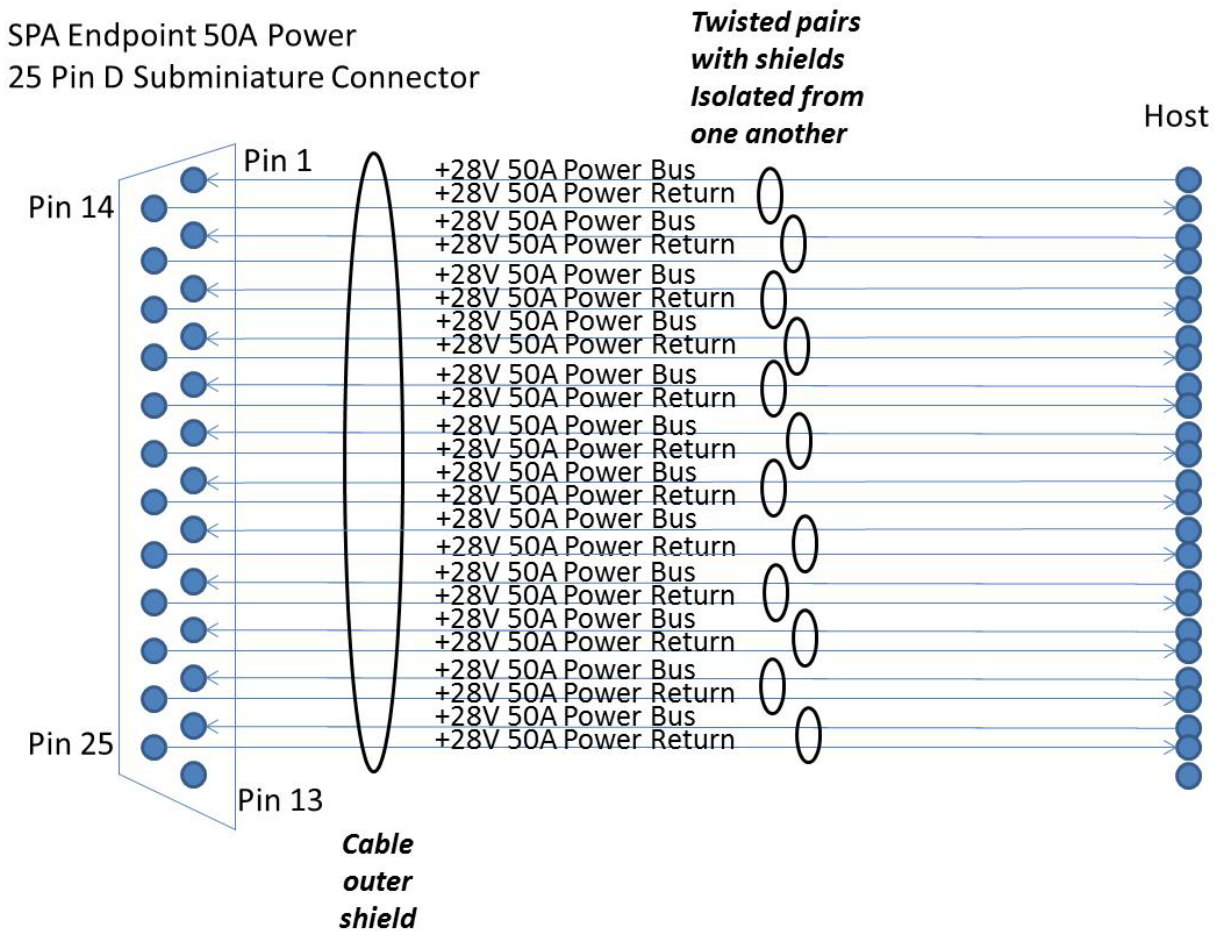 SPA Endpoint 50A Power
25 Pin D Subminiature Connector
Twisted pairs
with shields
Isolated from
one another
Host
Pin 1
Pin 14
+28V 50A Power Bus
+28V 50A Power Return
+28V 50A Power Bus
+28V 50A Power Return
+28V 50A Power Bus
+28V 50A Power Return
+28V 50A Power Bus
+28V 50A Power Return
+28V 50A Power Bus
+28V 50A Power Return
+28V 50A Power Bus
+28V 50A Power Return
+28V 50A Power Bus
+28V 50A Power Return
+28V 50A Power Bus
+28V 50A Power Return
+28V 50A Power Bus
+28V 50A Power Return
+28V 50A Power Bus
+28V 50A Power Return
+28V 50A Power Bus
+28V 50A Power Return
+28V 50A Power Bus
+28V 50A Power Return
Pin 25
Pin 13
Cable
outer
shield